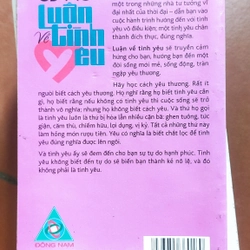 luôn
Về tình
yêu
một trong những nhà tư tưởng vĩ
đại nhất của thời đại – dẫn bạn vào
cuộc hành trình hướng đến với tình
yêu vô điều kiện; một tình yêu chân
thành đích thực, đúng nghĩa.
Luận về tình yêu sẽ truyền cảm
hứng cho bạn, hướng bạn đến một
đời sống mới mẻ, sống động, tràn
ngập yêu thương.
Hãy học cách yêu thương. Rất ít
người biết cách yêu thương. Họ nghĩ rằng họ biết tình yêu cần
gì, họ biết rằng nếu không có tình yêu thì cuộc sống sẽ trở
thành vô nghĩa; nhưng họ không biết cách yêu. Và thứ họ gọi
là tình yêu luôn là thứ bị hòa lẫn nhiều cặn bã: ghen tuông, tức
giận, căm thù, chiếm hữu, lợi dụng, vị kỷ. Tất cả những thứ này
làm hỏng món rượu tiên. Yêu có nghĩa là biết chắt lọc để tình
yêu đúng nghĩa được lên ngôi.
Và tình yêu ấy sẽ đem đến cho bạn sự tự do hạnh phúc. Tình
yêu không biết đến tự do sẽ biến bạn thành kẻ nô lệ, và đó
không phải là tình yêu.
ĐÔNG NAM